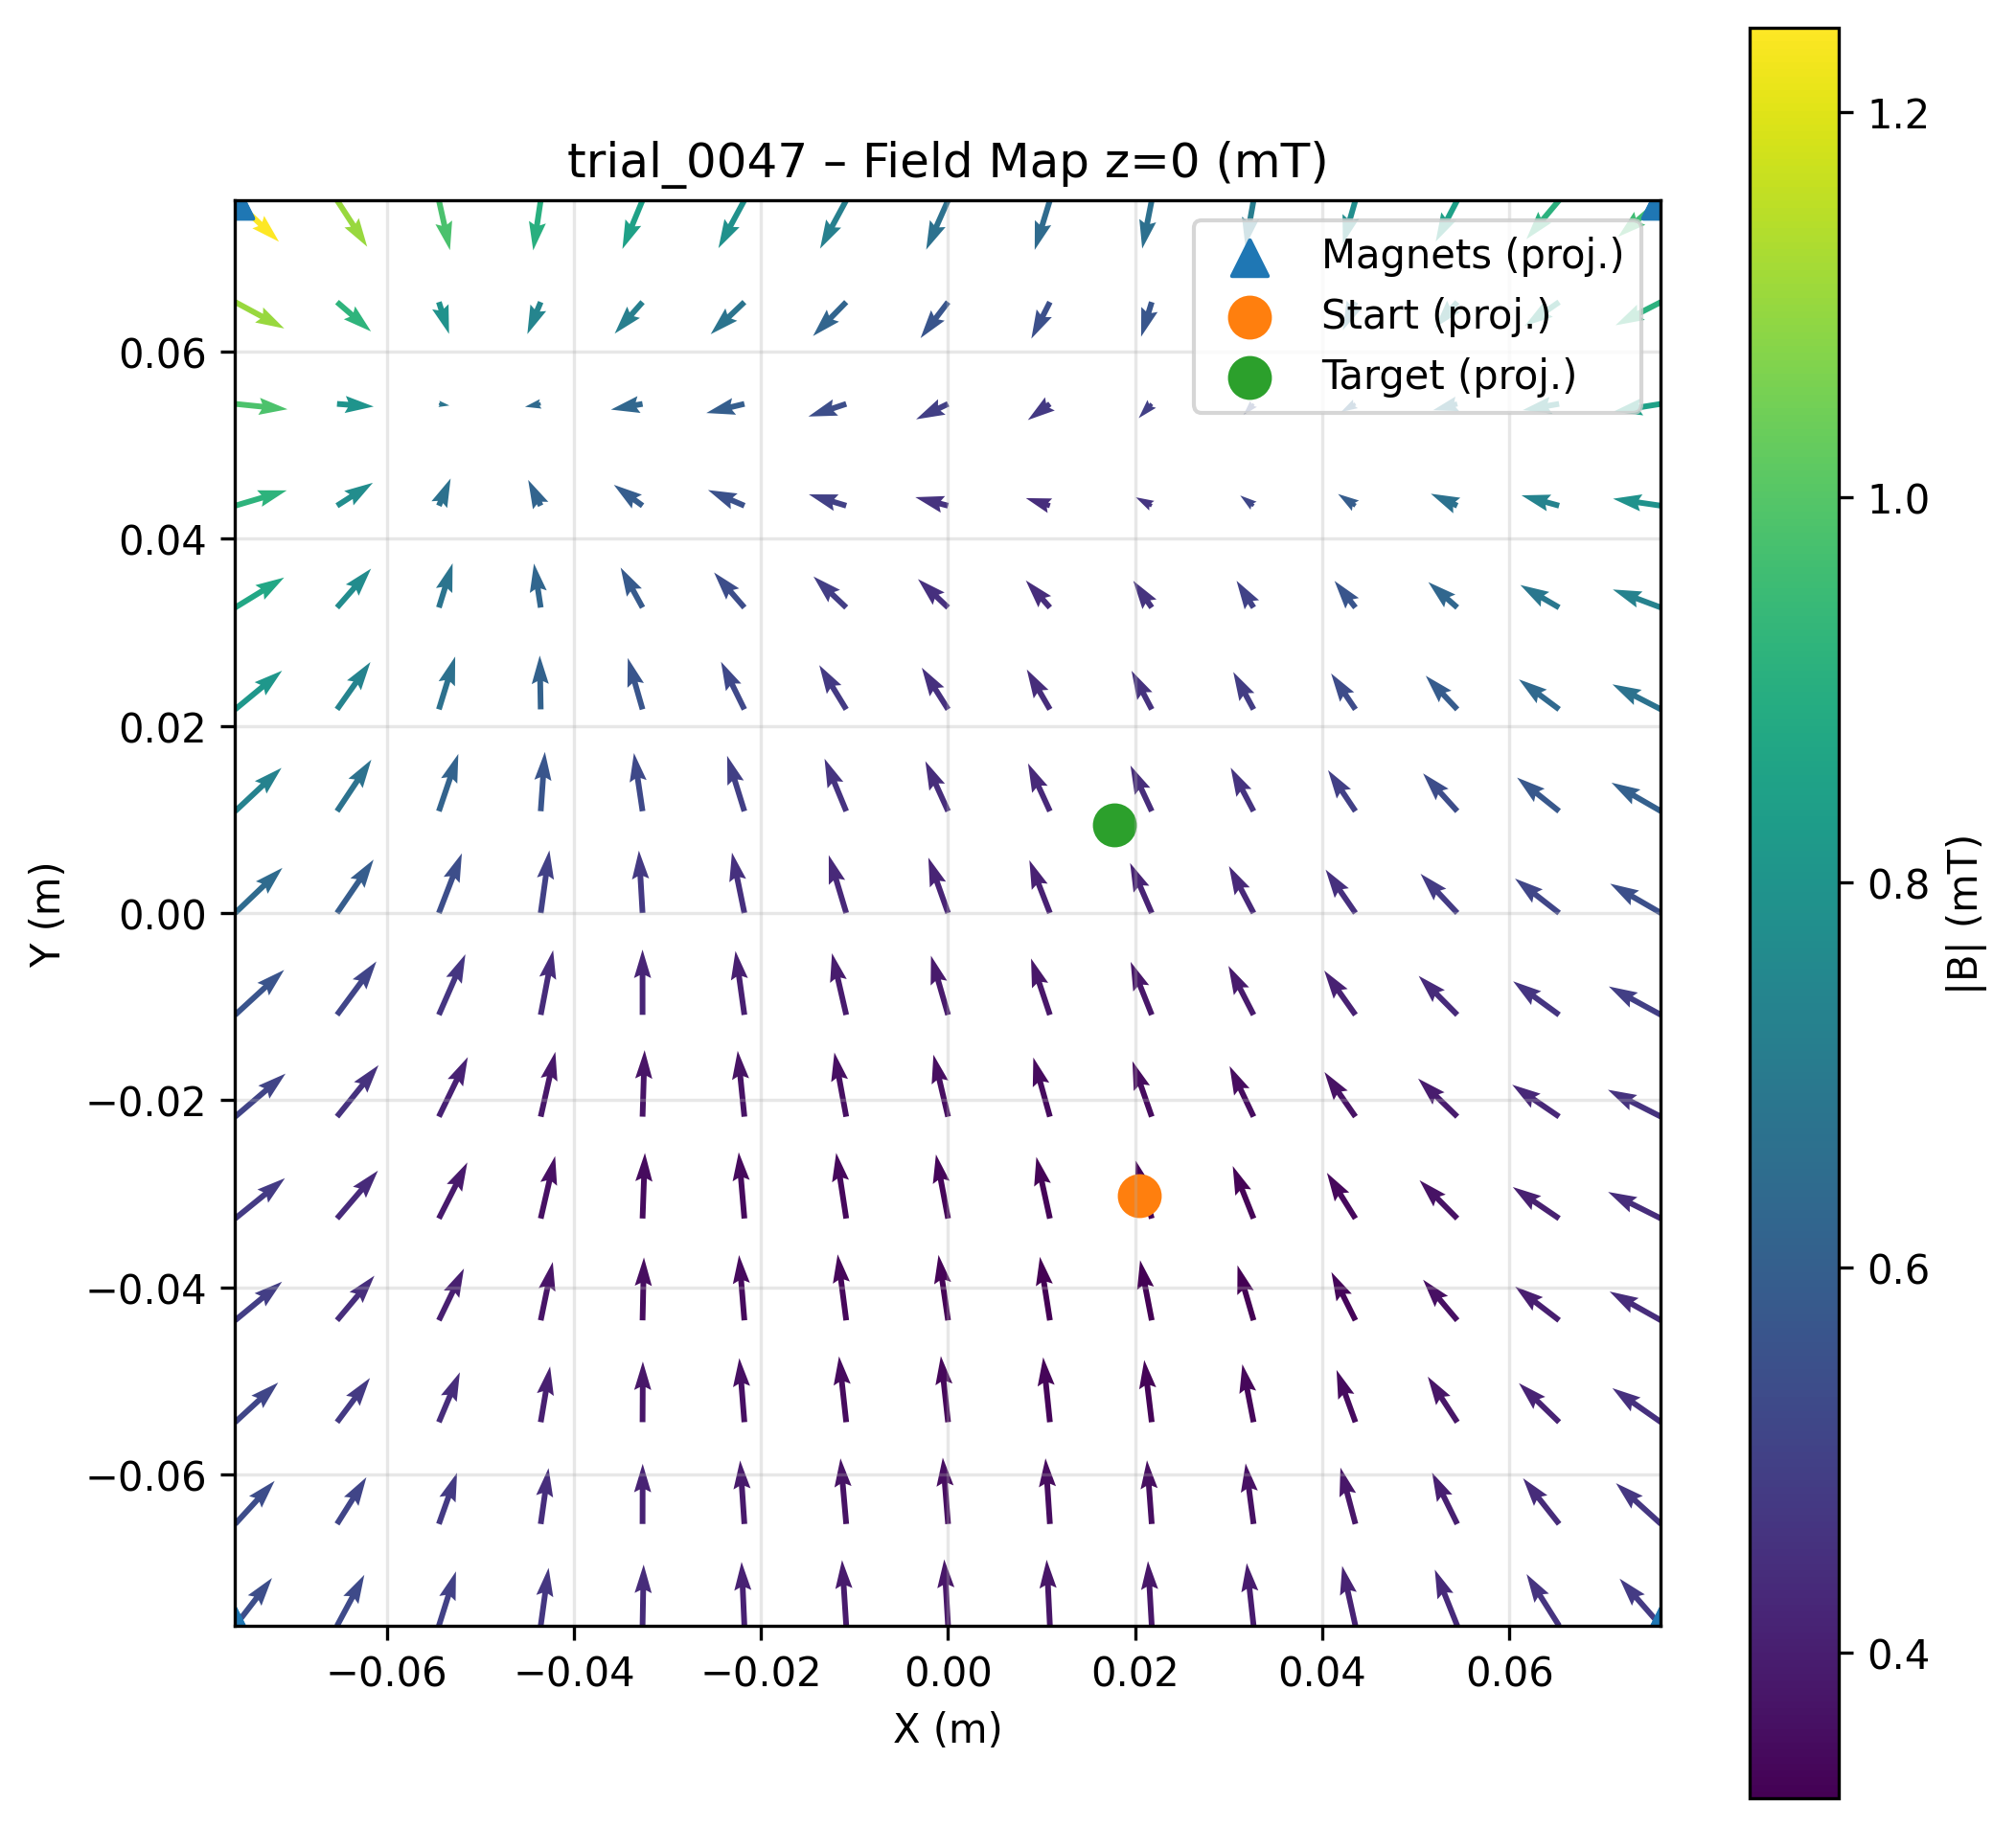 trial_0047 – Field Map z=0 (mT)
Magnets (proj.)
Start (proj.)
Target (proj.)
0.06
0.04
0.02
0.00
−0.02
−0.04
−0.06
Y (m)
−0.06 −0.04 −0.02 0.00 0.02 0.04 0.06
X (m)
1.2
1.0
0.8
0.6
0.4
|B| (mT)